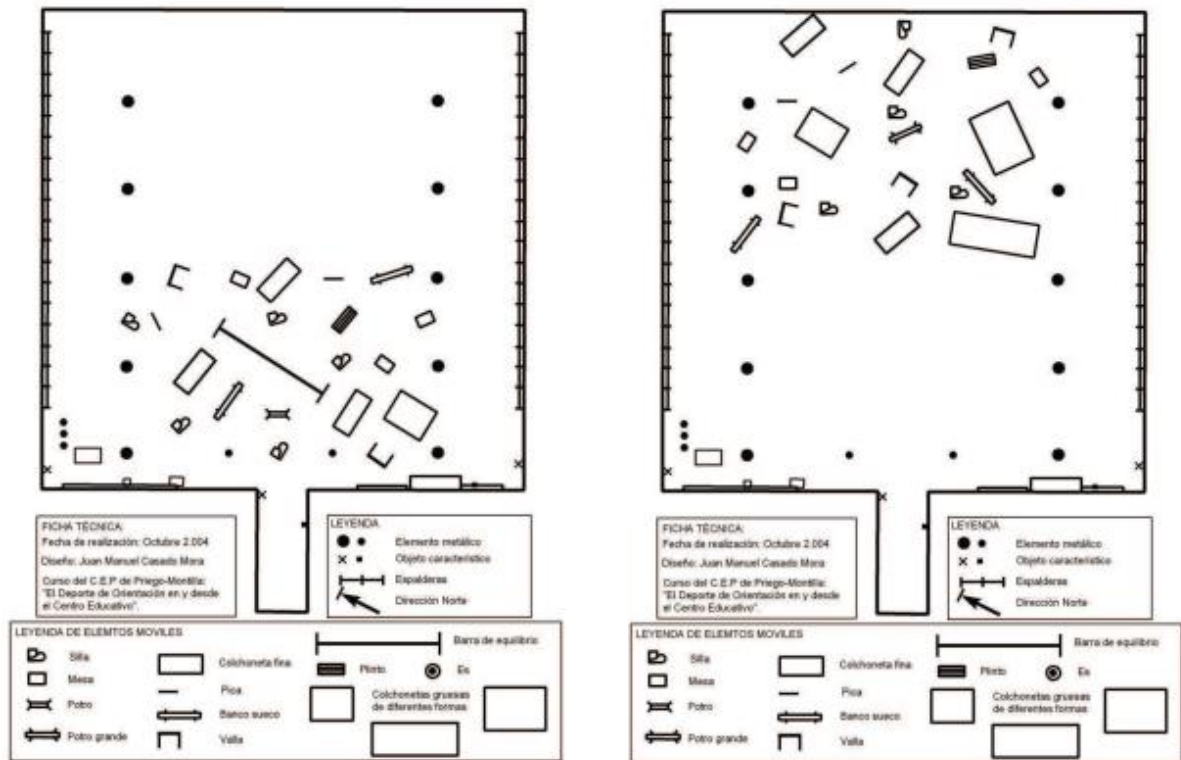 FICHA TÉCNICA:
Fecha de realización: Octubre 2.004
Diseño: Juan Manuel Casado Mora
Curso del C.E.P de Priego-Montilla:
"El Deporte de Orientación en y desde
el Centro Educativo".
LEYENDA
Elemento metálico
Objeto característico
Espalderas
Dirección Norte
LEYENDA DE ELEMTOS MOVILES
Silla
Mesa
Potro
Potro grande
Colchoneta fina
Pica
Banco sueco
Valla
Barra de equilibrio
Plinto
Es
Colchonetas gruesas
de diferentes formas
FICHA TÉCNICA:
Fecha de realización: Octubre 2.004
Diseño: Juan Manuel Casado Mora
Curso del C.E.P de Priego-Montilla:
"El Deporte de Orientación en y desde
el Centro Educativo".
LEYENDA
Elemento metálico
Objeto característico
Espalderas
Dirección Norte
LEYENDA DE ELEMTOS MOVILES
Silla
Mesa
Potro
Potro grande
Colchoneta fina
Pica
Banco sueco
Valla
Barra de equilibrio
Plinto
Es
Colchonetas gruesas
de diferentes formas